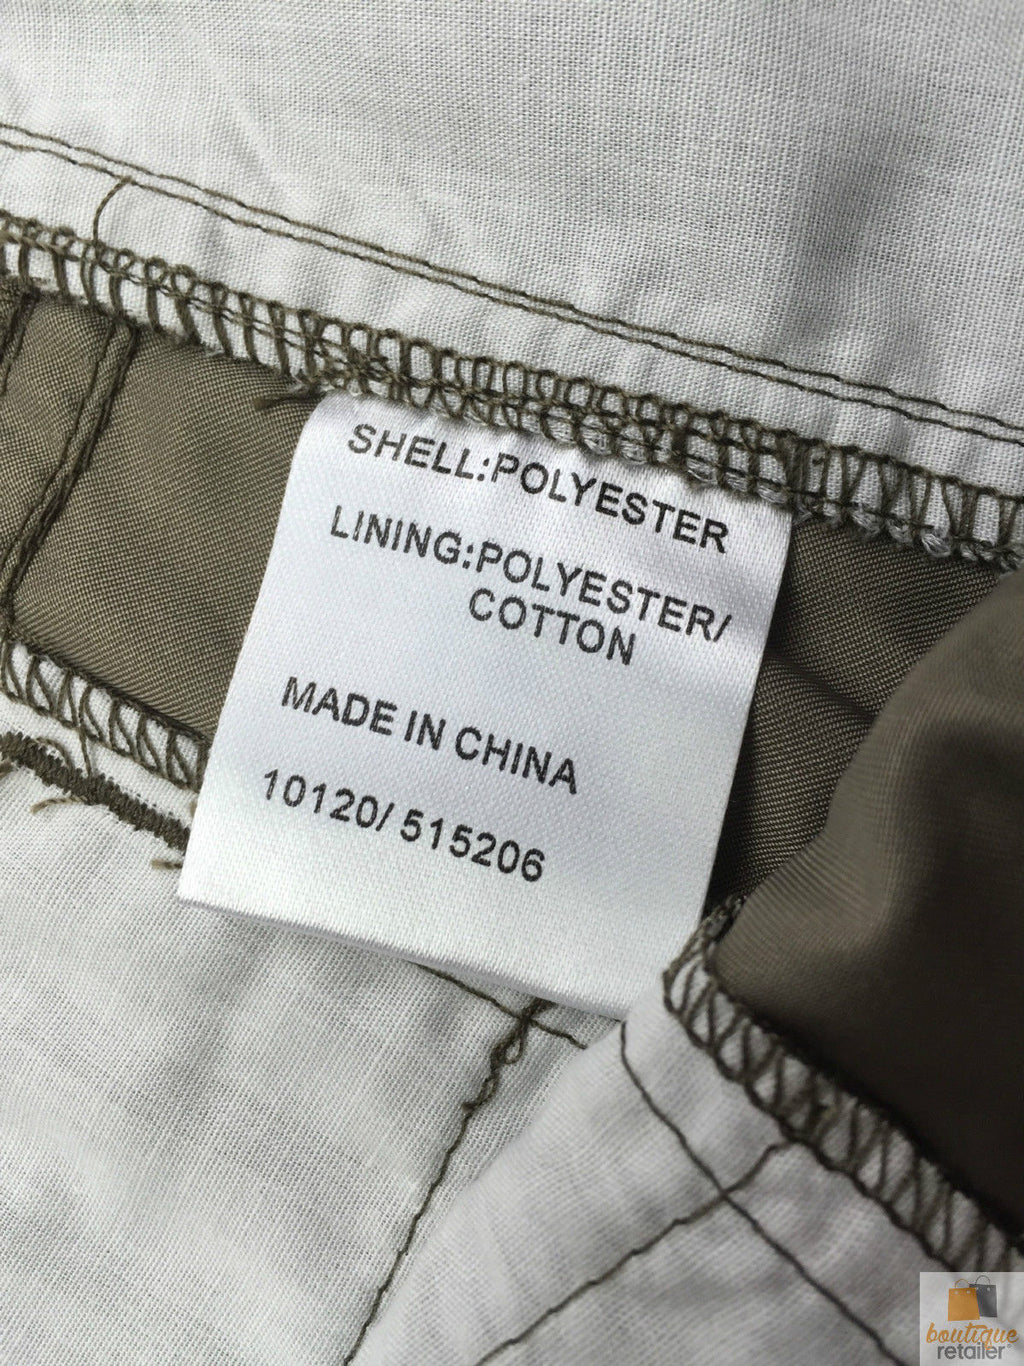 SHELL:POLYESTER
LINING:POLYESTER/
COTTON
MADE IN CHINA
10120/ 515206
boutique
retailer